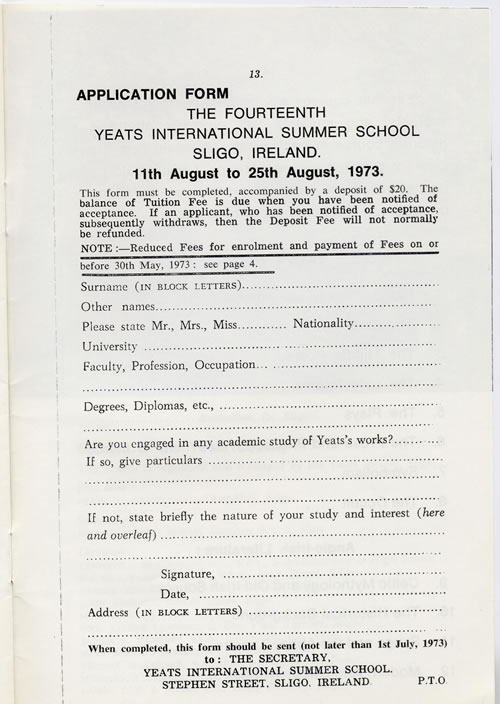 13.
APPLICATION FORM
THE FOURTEENTH
YEATS INTERNATIONAL SUMMER SCHOOL
SLIGO, IRELAND.
11th August to 25th August, 1973.
This form must be completed, accompanied by a deposit of $20. The
balance of Tuition Fee is due when you have been notified of
acceptance. If an applicant, who has been notified of acceptance,
subsequently withdraws, then the Deposit Fee will not normally
be refunded.
NOTE :—Reduced Fees for enrolment and payment of Fees on or
before 30th May, 1973 : see page 4.
Surname (IN BLOCK LETTERS)..................................................
Other names..................................................
Please state Mr., Mrs., Miss............ Nationality....................
University ..................................................
Faculty, Profession, Occupation... ........................................
..................................................
Degrees, Diplomas, etc., ........................................
..................................................
Are you engaged in any academic study of Yeats's works?............
If so, give particulars ..................................................
..................................................
..................................................
If not, state briefly the nature of your study and interest (here
and overleaf) ..................................................
..................................................
Signature, ..................................................
Date, ..................................................
Address (IN BLOCK LETTERS) ........................................
..................................................
When completed, this form should be sent (not later than 1st July, 1973)
to : THE SECRETARY,
YEATS INTERNATIONAL SUMMER SCHOOL,
STEPHEN STREET, SLIGO, IRELAND.
P.T.O.